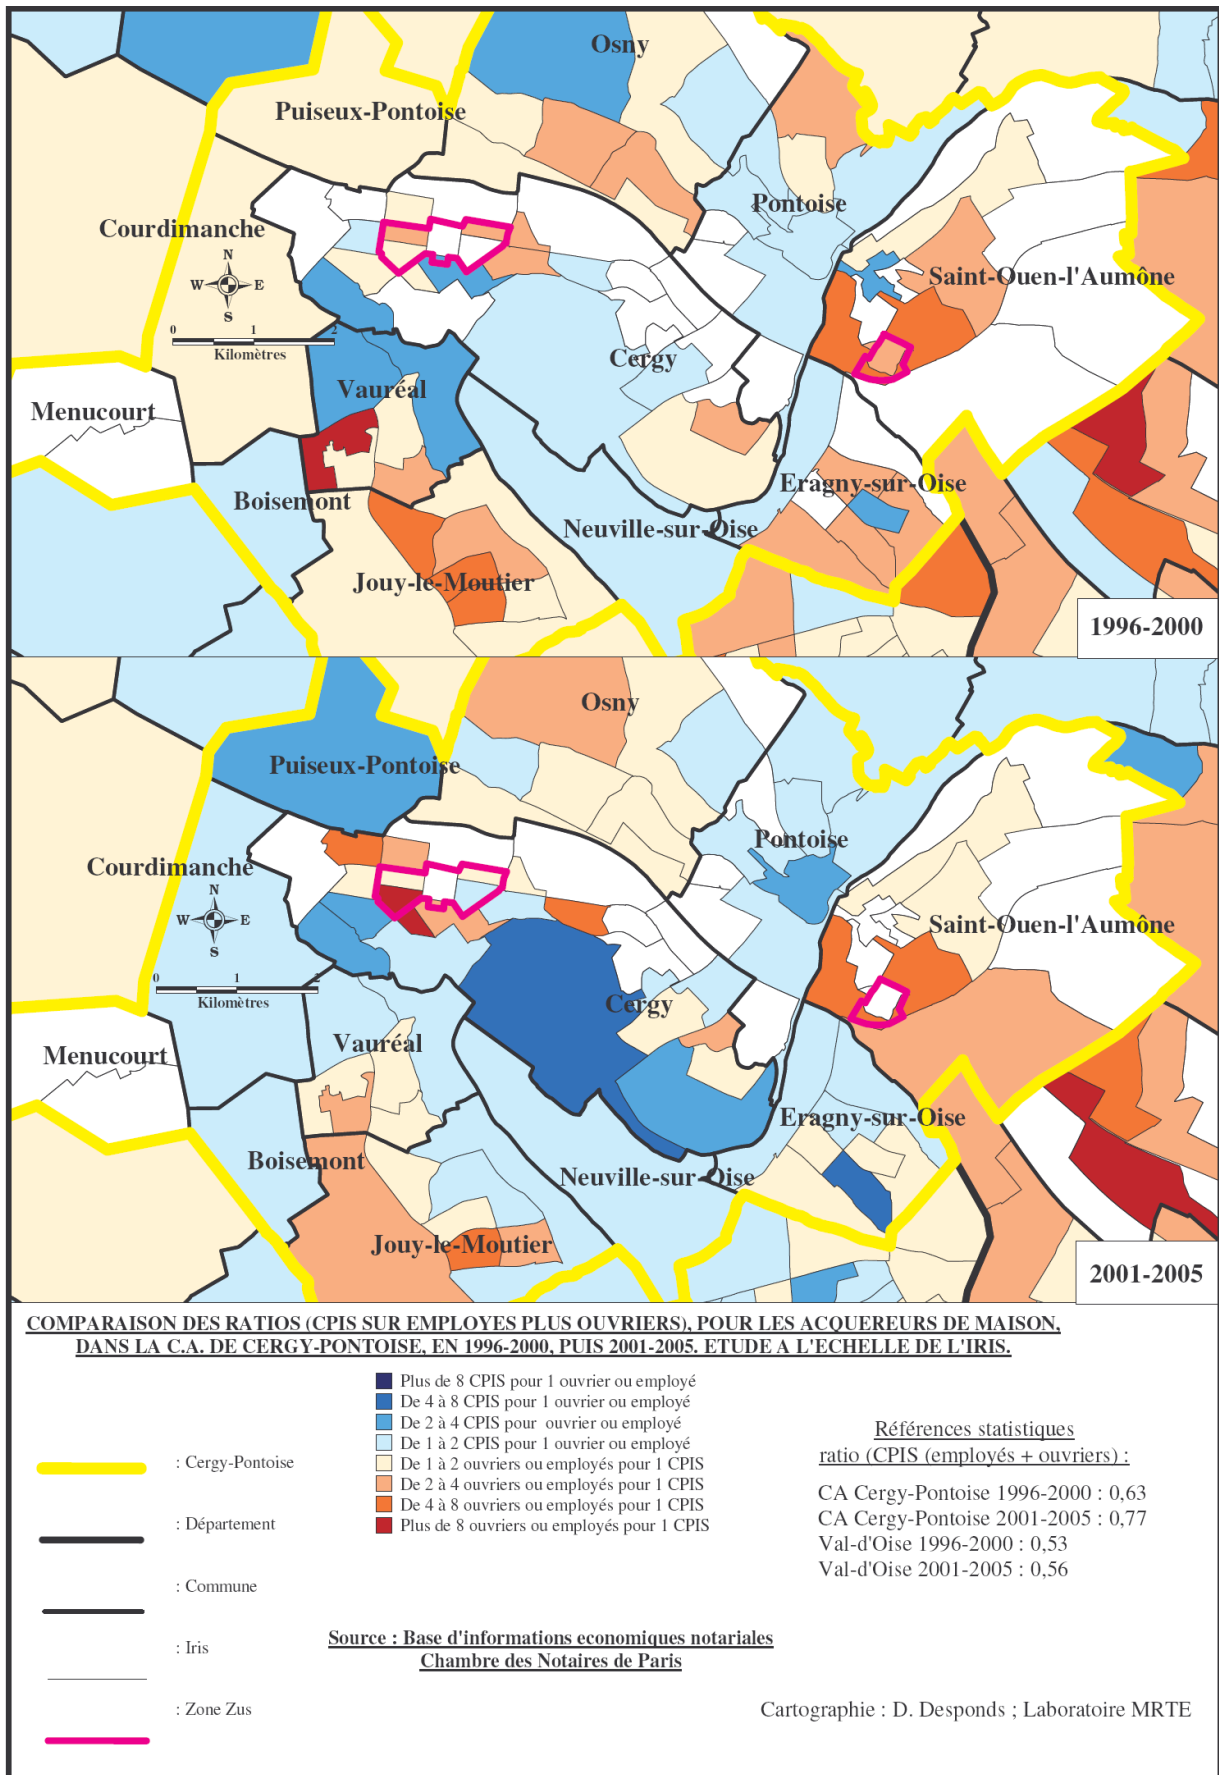 Osny
Puiseux-Pontoise
Pontoise
Courdimanche
N
W E
S
0 1 2
Kilomètres
Saint-Ouen-l'Aumône
Cergy
Vauréal
Menucourt
Eragny-sur-Oise
Boisemont
Neuville-sur-Oise
Jouy-le-Moutier
1996-2000
Osny
Puiseux-Pontoise
Pontoise
Courdimanche
N
W E
S
0 1 2
Kilomètres
Saint-Ouen-l'Aumône
Cergy
Vauréal
Menucourt
Eragny-sur-Oise
Boisemont
Neuville-sur-Oise
Jouy-le-Moutier
2001-2005
COMPARAISON DES RATIOS (CPIS SUR EMPLOYES PLUS OUVRIERS), POUR LES ACQUEREURS DE MAISON,
DANS LA C.A. DE CERGY-PONTOISE, EN 1996-2000, PUIS 2001-2005. ETUDE A L'ECHELLE DE L'IRIS.
Plus de 8 CPIS pour 1 ouvrier ou employé
De 4 à 8 CPIS pour 1 ouvrier ou employé
De 2 à 4 CPIS pour ouvrier ou employé
De 1 à 2 CPIS pour 1 ouvrier ou employé
De 1 à 2 ouvriers ou employés pour 1 CPIS
De 2 à 4 ouvriers ou employés pour 1 CPIS
De 4 à 8 ouvriers ou employés pour 1 CPIS
Plus de 8 ouvriers ou employés pour 1 CPIS
: Cergy-Pontoise
: Département
: Commune
: Iris
: Zone Zus
Références statistiques
ratio (CPIS (employés + ouvriers) :
CA Cergy-Pontoise 1996-2000 : 0,63
CA Cergy-Pontoise 2001-2005 : 0,77
Val-d'Oise 1996-2000 : 0,53
Val-d'Oise 2001-2005 : 0,56
Source : Base d'informations economiques notariales
Chambre des Notaires de Paris
Cartographie : D. Desponds ; Laboratoire MRTE